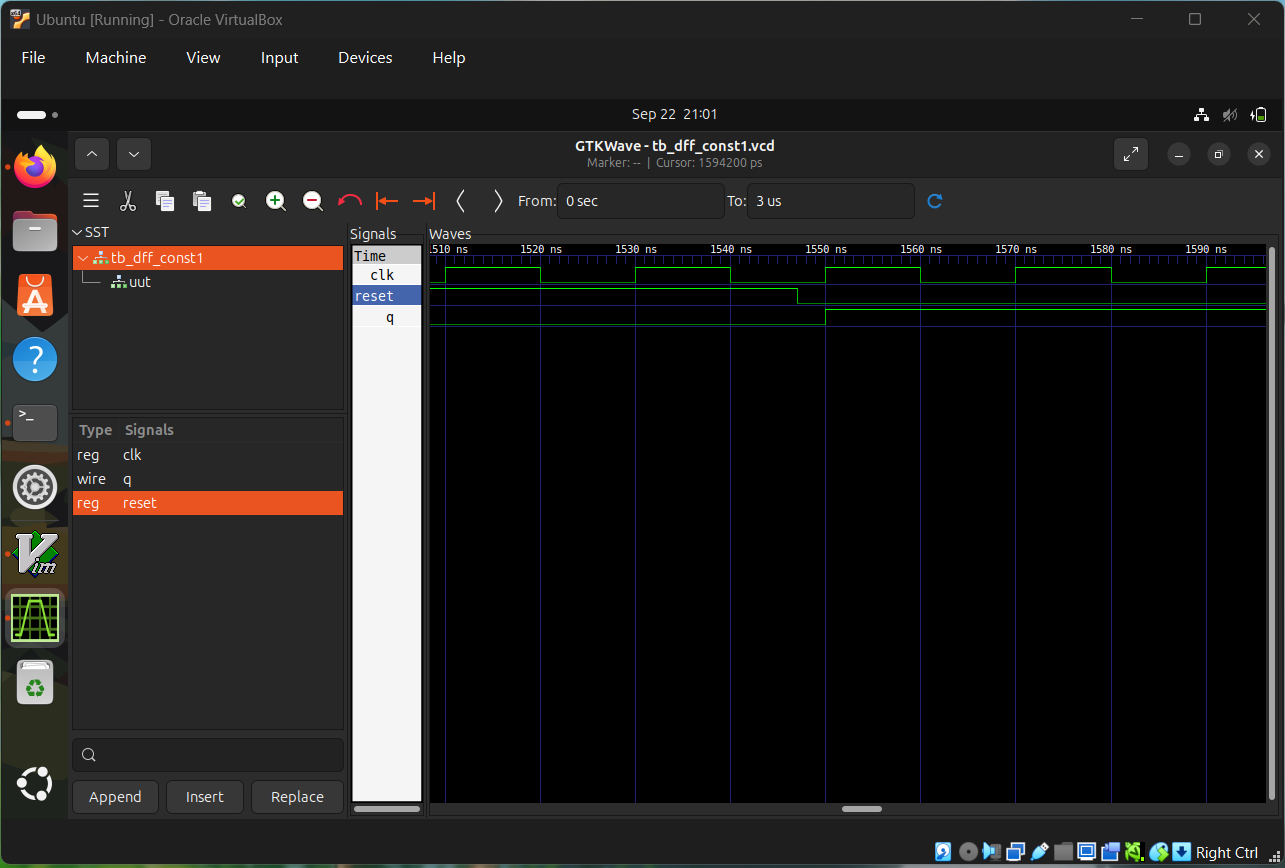 Ubuntu [Running] - Oracle VirtualBox
File Machine View Input Devices Help
Sep 22 21:01
GTKWave - tb_dff_const1.vcd
Marker: -- | Cursor: 1594200 ps
From: 0 sec To: 3 us
SST
tb_dff_const1
uut
Type Signals
reg clk
wire q
reg reset
Append Insert Replace
Signals
Time
clk
reset
q
Waves
1510 ns 1520 ns 1530 ns 1540 ns 1550 ns 1560 ns 1570 ns 1580 ns 1590 ns
Right Ctrl